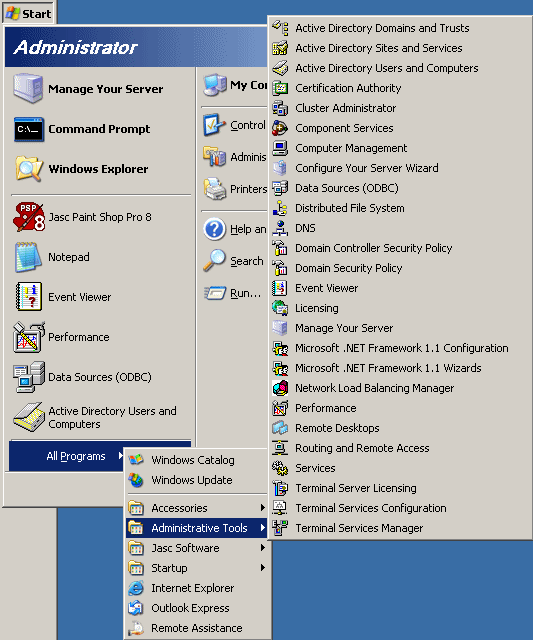 Start
Administrator
Manage Your Server
Command Prompt
C:\_
Windows Explorer
PSP
8
Jasc Paint Shop Pro 8
Notepad
Event Viewer
Performance
Data Sources (ODBC)
Active Directory Users and
Computers
All Programs
My Co
Control
Adminis
Printers
Help an
Search
Run...
Windows Catalog
Windows Update
Accessories
Administrative Tools
Jasc Software
Startup
Internet Explorer
Outlook Express
Remote Assistance
Active Directory Domains and Trusts
Active Directory Sites and Services
Active Directory Users and Computers
Certification Authority
Cluster Administrator
Component Services
Computer Management
Configure Your Server Wizard
Data Sources (ODBC)
Distributed File System
DNS
Domain Controller Security Policy
Domain Security Policy
Event Viewer
Licensing
Manage Your Server
Microsoft .NET Framework 1.1 Configuration
Microsoft .NET Framework 1.1 Wizards
Network Load Balancing Manager
Performance
Remote Desktops
Routing and Remote Access
Services
Terminal Server Licensing
Terminal Services Configuration
Terminal Services Manager